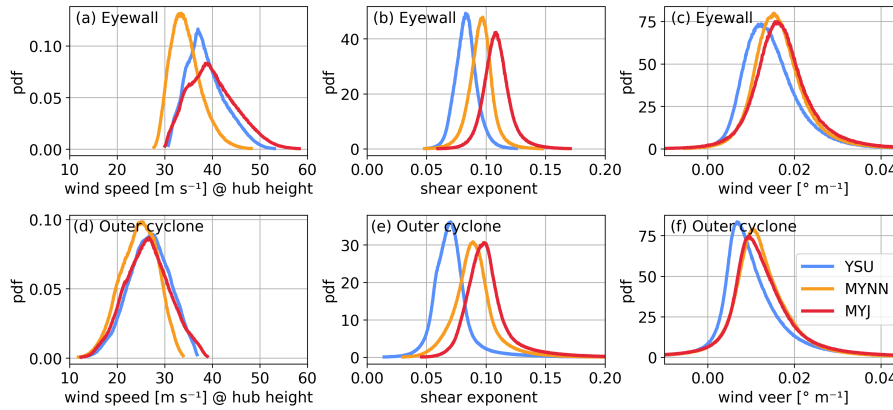 (a) Eyewall
pdf
0.10
0.05
0.00
10 20 30 40 50 60
wind speed [m s⁻¹] @ hub height
(b) Eyewall
pdf
40
20
0
0.00 0.05 0.10 0.15 0.20
shear exponent
(c) Eyewall
pdf
75
50
25
0
0.00 0.02 0.04
wind veer [° m⁻¹]
(d) Outer cyclone
pdf
0.10
0.05
0.00
10 20 30 40 50 60
wind speed [m s⁻¹] @ hub height
(e) Outer cyclone
pdf
30
20
10
0
0.00 0.05 0.10 0.15 0.20
shear exponent
(f) Outer cyclone
pdf
75
50
25
0
0.00 0.02 0.04
wind veer [° m⁻¹]
YSU
MYNN
MYJ